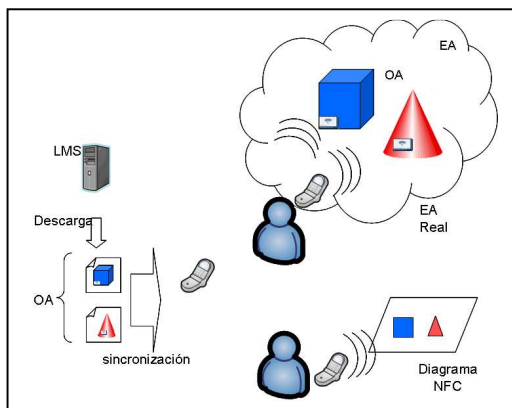 EA
OA
LMS
EA
Real
Descarga
OA
sincronización
Diagrama
NFC